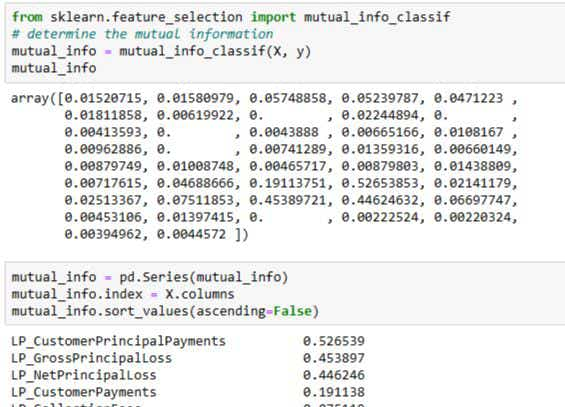 from sklearn.feature_selection import mutual_info_classif
# determine the mutual information
mutual_info = mutual_info_classif(X, y)
mutual_info
array([0.01520715, 0.01580979, 0.05748858, 0.05239787, 0.0471223 ,
0.01811858, 0.00619922, 0. , 0.02244894, 0. ,
0.00413593, 0. , 0.0043888 , 0.00665166, 0.0108167 ,
0.00962886, 0. , 0.00741289, 0.01359316, 0.00660149,
0.00879749, 0.01008748, 0.00465717, 0.00879803, 0.01438809,
0.00717615, 0.04688666, 0.19113751, 0.52653853, 0.02141179,
0.02513367, 0.07511853, 0.45389721, 0.44624632, 0.06697747,
0.00453106, 0.01397415, 0. , 0.00222524, 0.00220324,
0.00394962, 0.0044572 ])
mutual_info = pd.Series(mutual_info)
mutual_info.index = X.columns
mutual_info.sort_values(ascending=False)
LP_CustomerPrincipalPayments 0.526539
LP_GrossPrincipalLoss 0.453897
LP_NetPrincipalLoss 0.446246
LP_CustomerPayments 0.191138